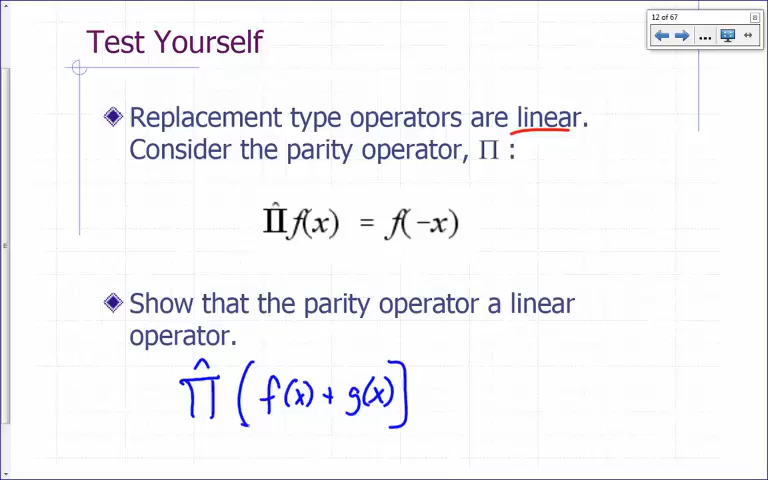 12 of 67
Test Yourself
Replacement type operators are linear.
Consider the parity operator, Π :
Π̂ f(x) = f(−x)
Show that the parity operator a linear
operator.
Π̂ (f(x) + g(x)]